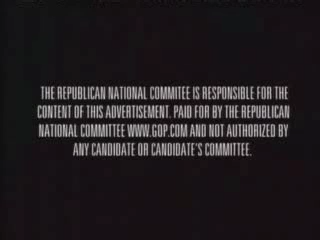 THE REPUBLICAN NATIONAL COMMITEE IS RESPONSIBLE FOR THE
CONTENT OF THIS ADVERTISEMENT. PAID FOR BY THE REPUBLICAN
NATIONAL COMMITTEE WWW.GOP.COM AND NOT AUTHORIZED BY
ANY CANDIDATE OR CANDIDATE'S COMMITTEE.